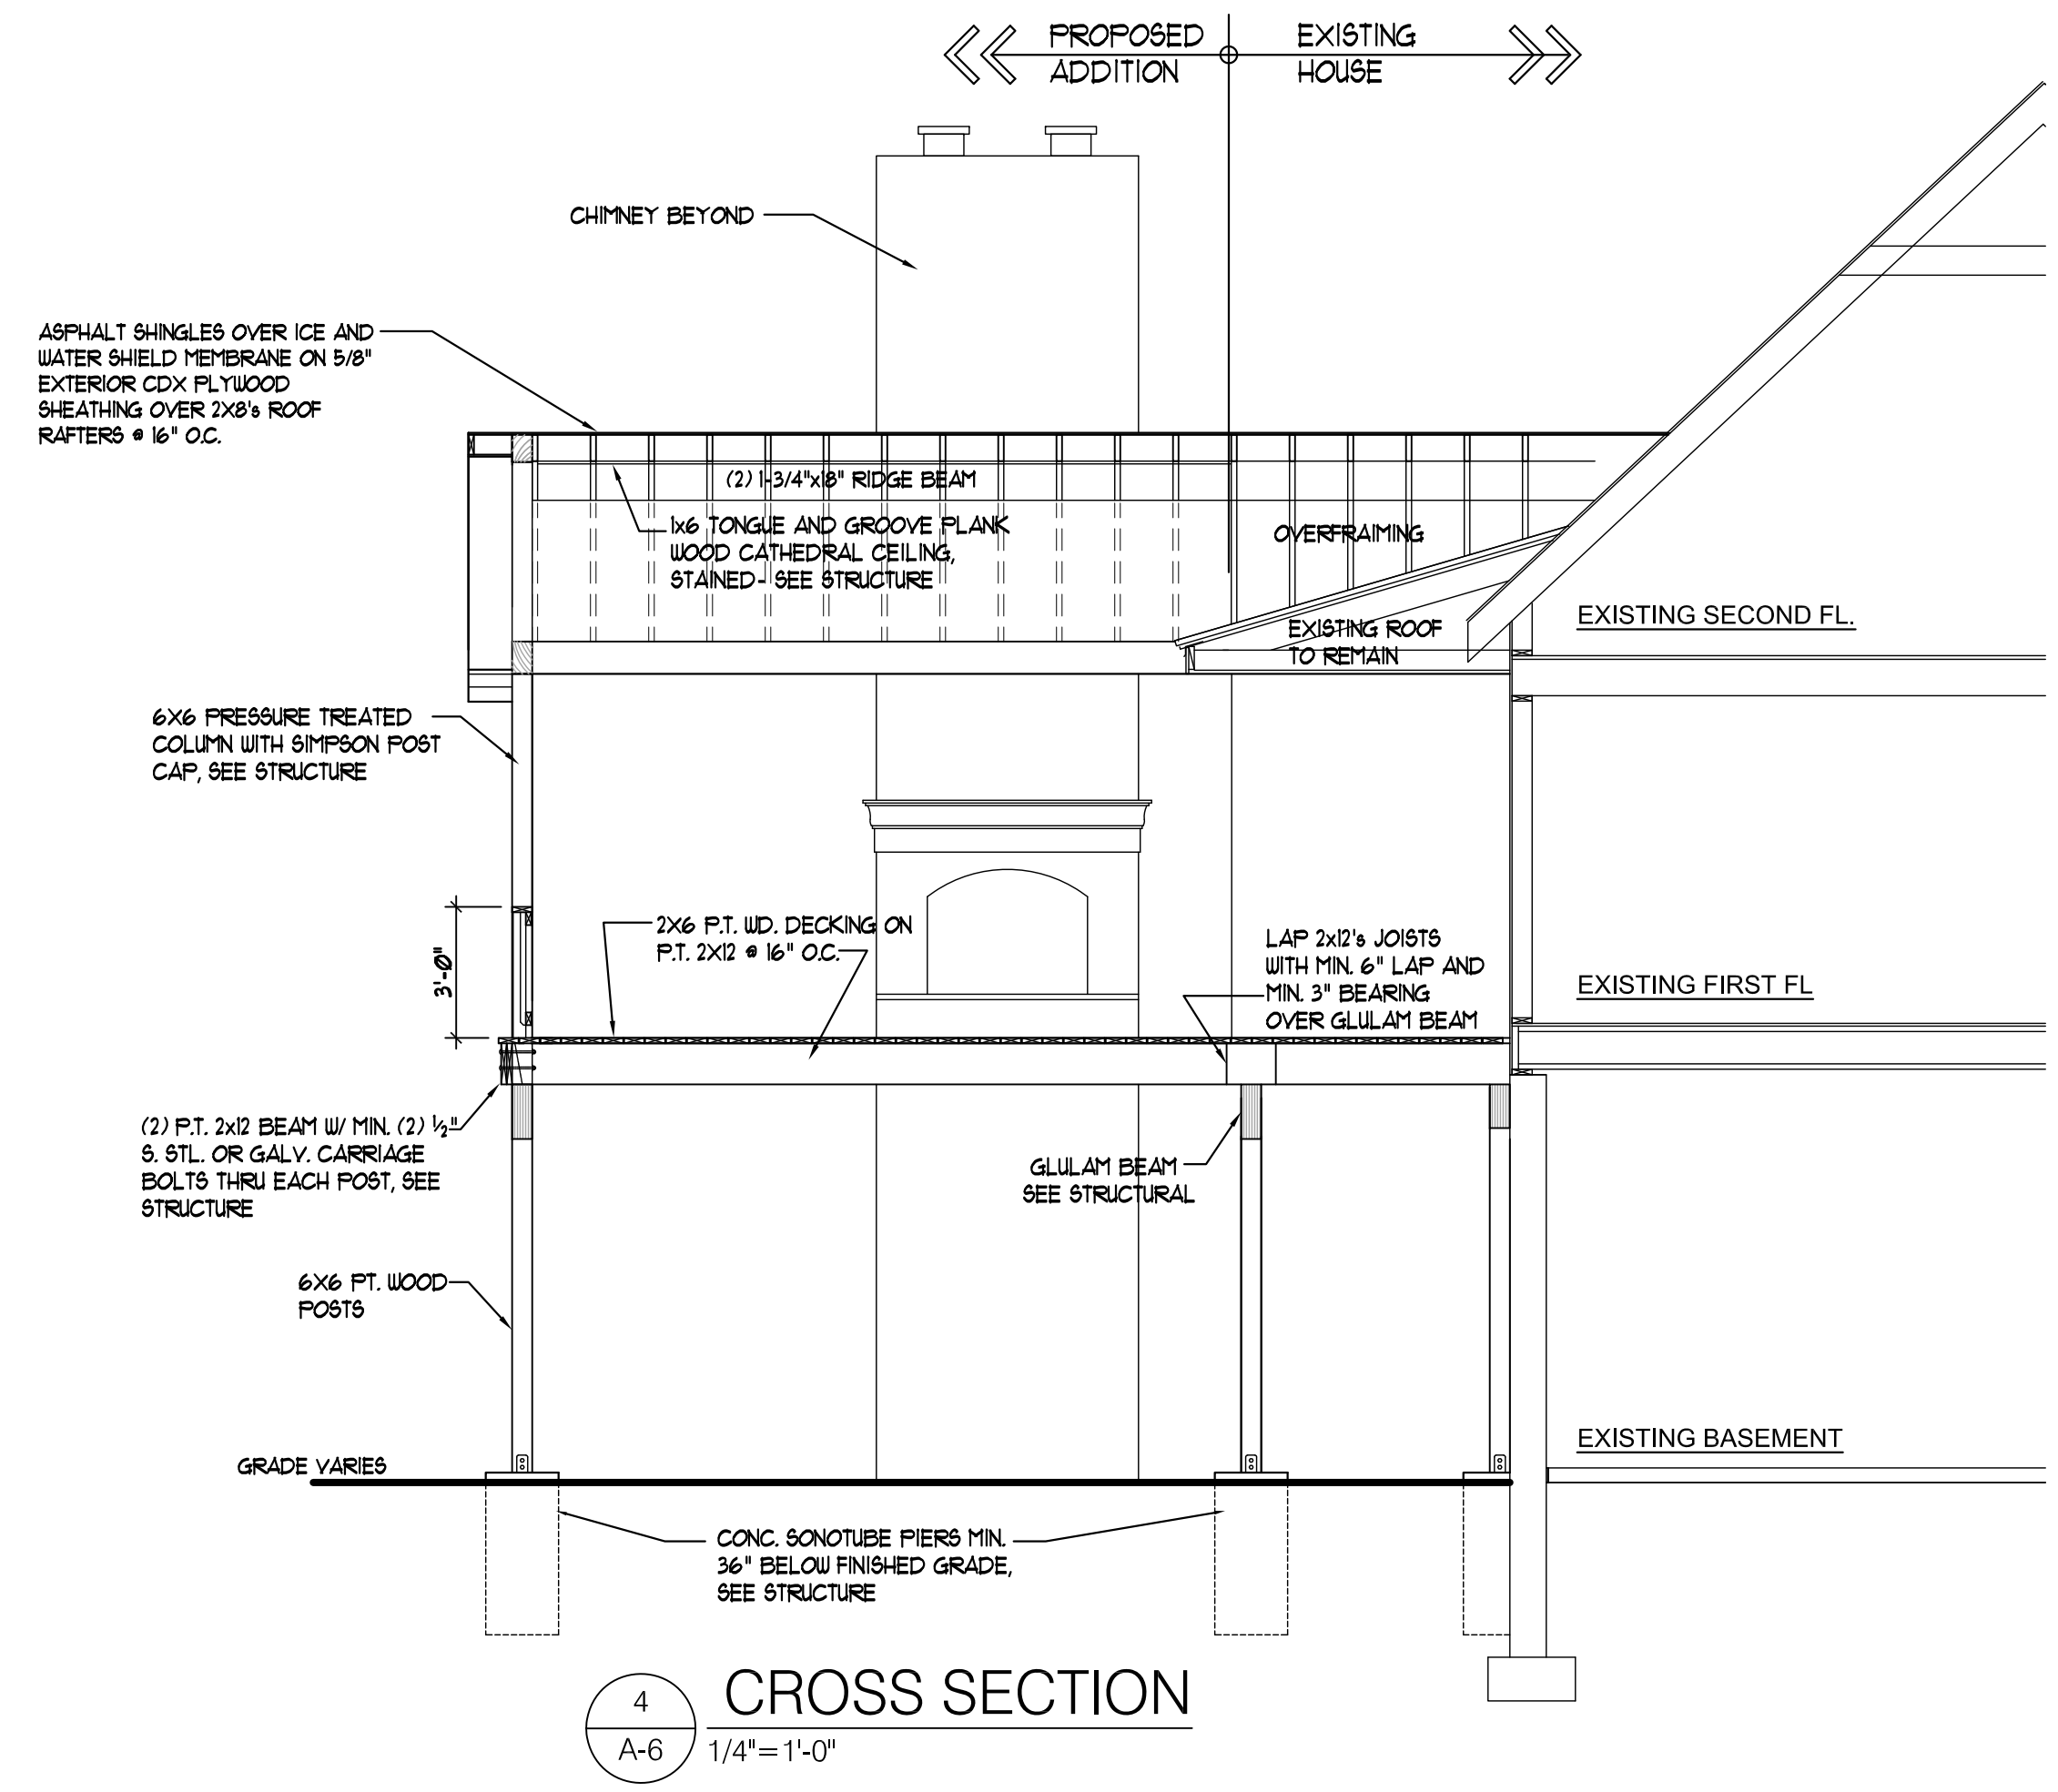 PROPOSED
ADDITION
EXISTING
HOUSE
CHIMNEY BEYOND
ASPHALT SHINGLES OVER ICE AND
WATER SHIELD MEMBRANE ON 5/8"
EXTERIOR CDX PLYWOOD
SHEATHING OVER 2X8's ROOF
RAFTERS @ 16" O.C.
(2) 1-3/4"x18" RIDGE BEAM
1x6 TONGUE AND GROOVE PLANK
WOOD CATHEDRAL CEILING,
STAINED- SEE STRUCTURE
OVERFRAMING
EXISTING ROOF
TO REMAIN
EXISTING SECOND FL.
6X6 PRESSURE TREATED
COLUMN WITH SIMPSON POST
CAP, SEE STRUCTURE
3'-0"
2X6 P.T. WD. DECKING ON
P.T. 2X12 @ 16" O.C.
LAP 2x12's JOISTS
WITH MIN. 6" LAP AND
MIN. 3" BEARING
OVER GLULAM BEAM
EXISTING FIRST FL
(2) P.T. 2x12 BEAM W/ MIN. (2) ½"
S. STL. OR GALV. CARRIAGE
BOLTS THRU EACH POST, SEE
STRUCTURE
GLULAM BEAM
SEE STRUCTURAL
6X6 PT. WOOD
POSTS
EXISTING BASEMENT
GRADE VARIES
CONC. SONOTUBE PIERS MIN.
36" BELOW FINISHED GRADE,
SEE STRUCTURE
4
A-6
CROSS SECTION
1/4"=1'-0"